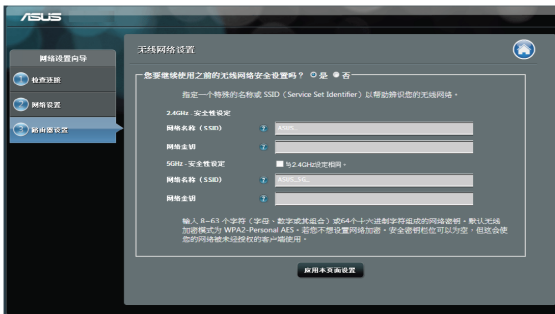 ASUS
网络设置向导
1 检查连接
2 网络设置
3 路由器设置
无线网络设置
您要继续使用之前的无线网络安全设置吗？ 是 否
指定一个特殊的名称或 SSID（Service Set Identifier）以帮助辨识您的无线网络。
2.4GHz - 安全性设定
网络名称（SSID） ASUS
网络金钥
5GHz - 安全性设定 与2.4GHz设定相同。
网络名称（SSID） ASUS_5G
网络金钥
输入 8~63 个字符（字母、数字或其组合）或64个十六进制字符组成的网络密钥。默认无线
加密模式为 WPA2-Personal AES。若您不想设置网络加密，安全密钥栏位可以为空，但这会使
您的网络被未经授权的客户端使用。
应用本页面设置